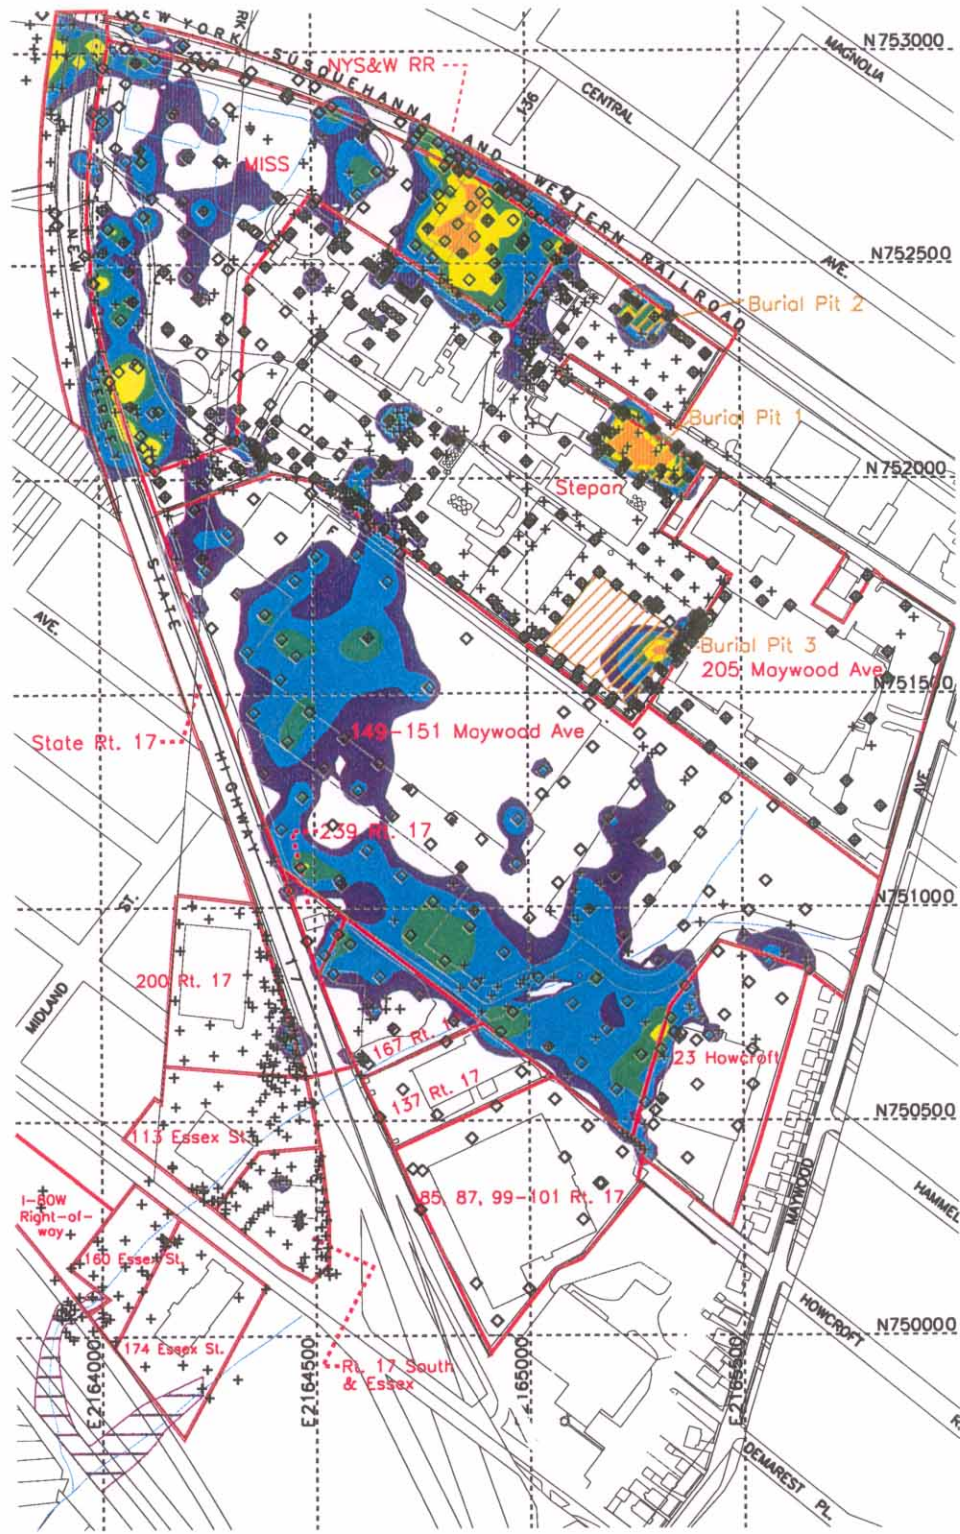 NEW YORK SUSQUEHANNA AND WESTERN RAILROAD
N753000
MAGNOLIA
NYS&W RR
CENTRAL
AVE.
MISS
N752500
Burial Pit 2
NEW
JERSEY
STATE
HIGHWAY
17
Burial Pit 1
N752000
Stepan
AVE.
Burial Pit 3
205 Maywood Ave
N751500
State Rt. 17
149-151 Maywood Ave
AVE
239 Rt. 17
N751000
ST.
200 Rt. 17
MIDLAND
167 Rt. 1
23 Howcroft
137 Rt. 17
N750500
113 Essex St.
MAYWOOD
I-80W
Right-of-
way
85, 87, 99-101 Rt. 17
HAMMEL
160 Essex St.
HOWCROFT
N750000
174 Essex St.
Rt. 17 South
& Essex
E2164000
E2164500
E2165000
E2165500
DEMAREST PL.